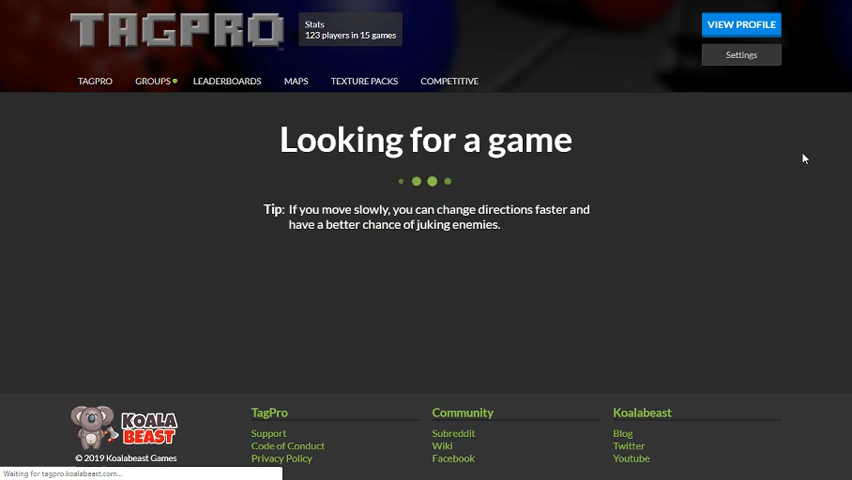 TAGPRO
Stats
123 players in 15 games
VIEW PROFILE
Settings
TAGPRO
GROUPS
LEADERBOARDS
MAPS
TEXTURE PACKS
COMPETITIVE
Looking for a game
Tip: If you move slowly, you can change directions faster and
have a better chance of juking enemies.
KOALA
BEAST
© 2019 Koalabeast Games
TagPro
Support
Code of Conduct
Privacy Policy
Community
Subreddit
Wiki
Facebook
Koalabeast
Blog
Twitter
Youtube
Waiting for tagpro.koalabeast.com...